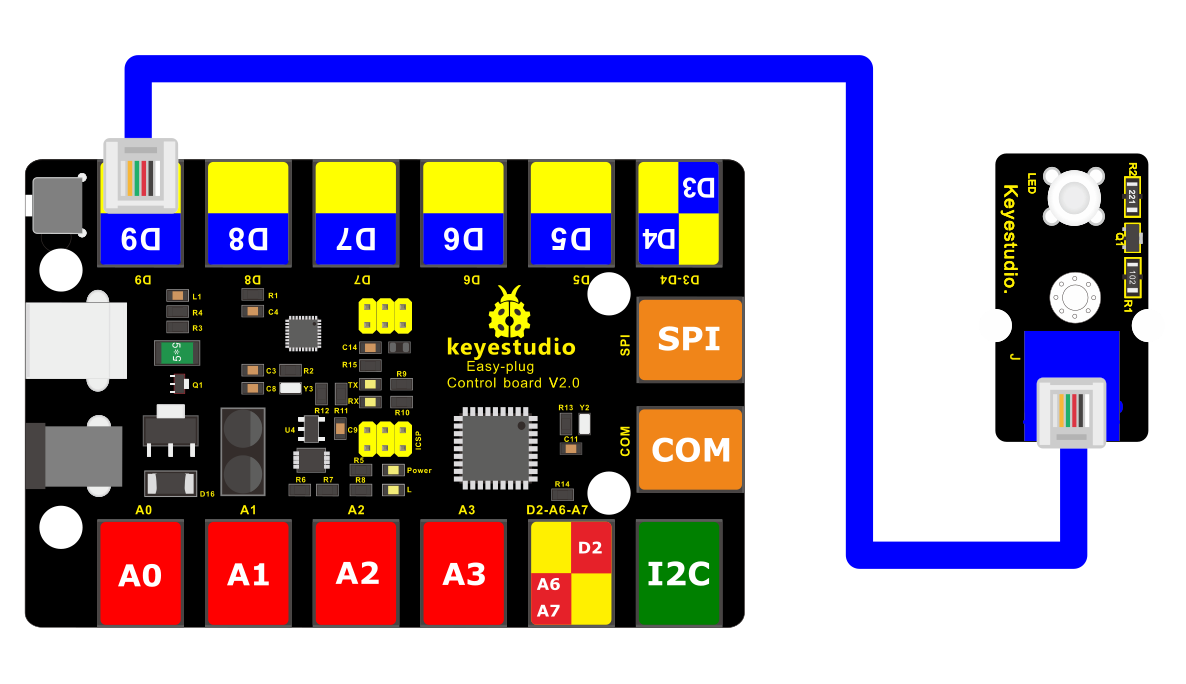 D9
D8
D7
D6
D5
D3
D4
D9
D8
D7
D6
D5
D3-D4
L1
R4
R3
R1
C4
5*9
Q1
C3
R2
C8
Y3
C14
R15
TX
RX
R9
R10
R12
R11
U4
C9
ICSP
R5
R6
R7
R8
Power
L
D16
keyestudio
Easy-plug
Control board V2.0
R13
Y2
C11
R14
SPI
SPI
COM
COM
A0
A1
A2
A3
D2-A6-A7
A0
A1
A2
A3
D2
A6
A7
I2C
LED
Keyestudio.
R2
221
Q1
102
R1
J